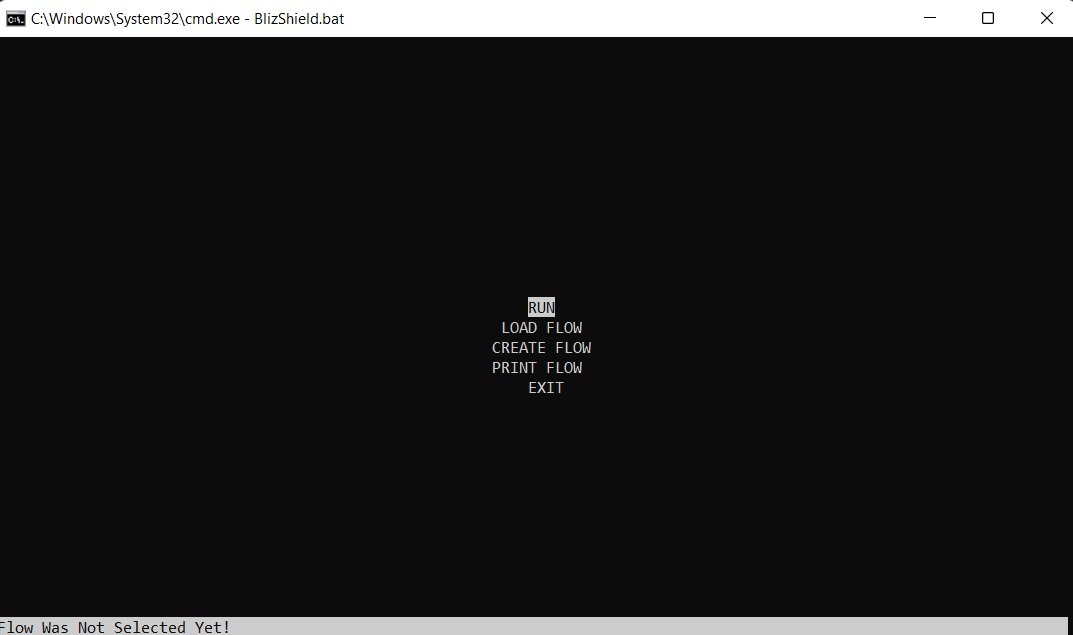 C:\Windows\System32\cmd.exe - BlizShield.bat
RUN
LOAD FLOW
CREATE FLOW
PRINT FLOW
EXIT
Flow Was Not Selected Yet!